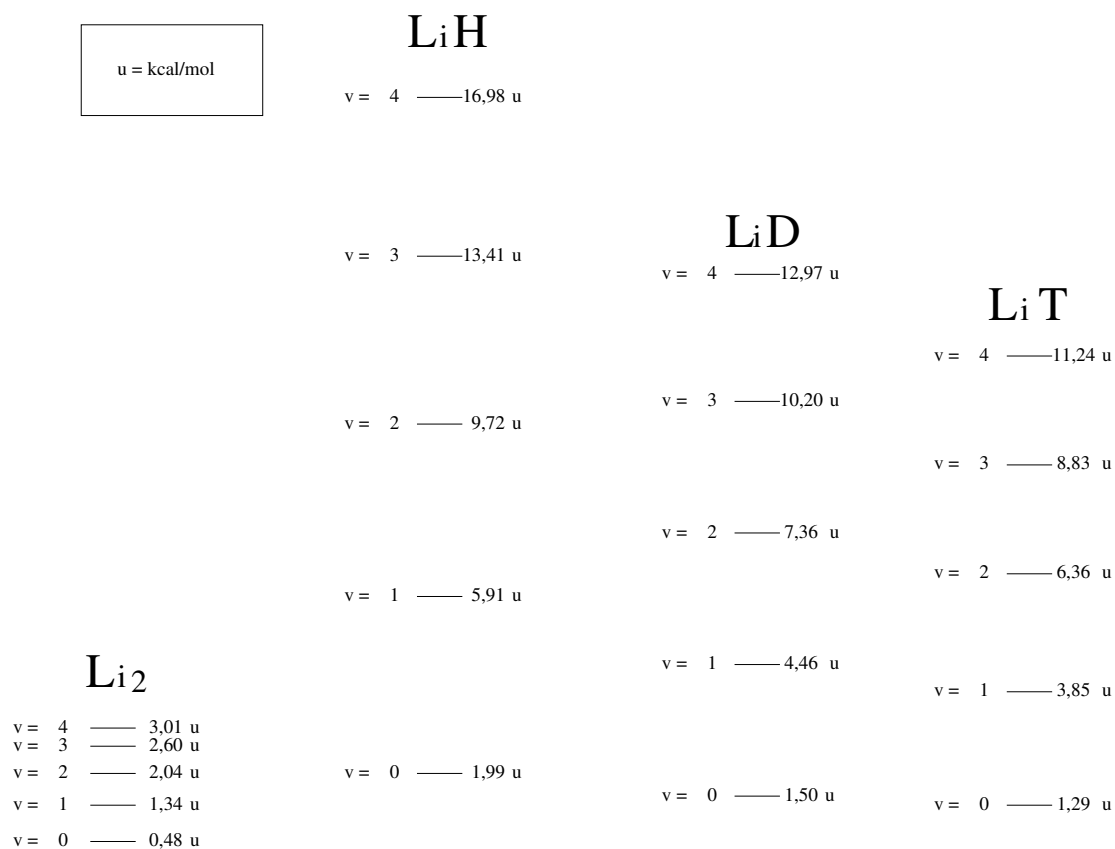 u = kcal/mol
LiH
v = 4 16,98 u
v = 3 13,41 u
v = 2 9,72 u
v = 1 5,91 u
v = 0 1,99 u
LiD
v = 4 12,97 u
v = 3 10,20 u
v = 2 7,36 u
v = 1 4,46 u
v = 0 1,50 u
Li T
v = 4 11,24 u
v = 3 8,83 u
v = 2 6,36 u
v = 1 3,85 u
v = 0 1,29 u
Li2
v = 4 3,01 u
v = 3 2,60 u
v = 2 2,04 u
v = 1 1,34 u
v = 0 0,48 u